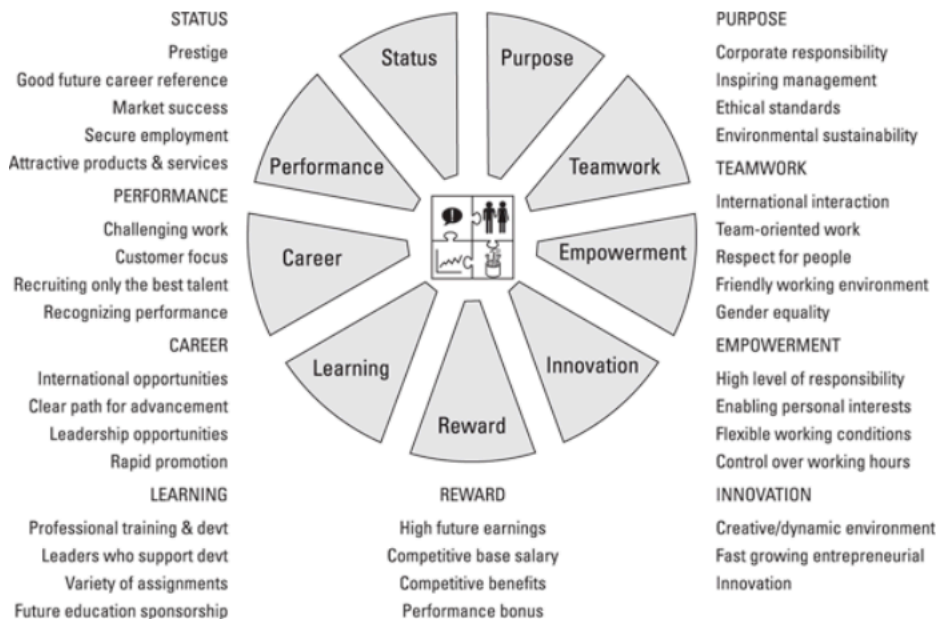 STATUS
Prestige
Good future career reference
Market success
Secure employment
Attractive products & services
PERFORMANCE
Challenging work
Customer focus
Recruiting only the best talent
Recognizing performance
CAREER
International opportunities
Clear path for advancement
Leadership opportunities
Rapid promotion
LEARNING
Professional training & devt
Leaders who support devt
Variety of assignments
Future education sponsorship
Status
Purpose
Performance
Teamwork
Career
Empowerment
Learning
Innovation
Reward
REWARD
High future earnings
Competitive base salary
Competitive benefits
Performance bonus
PURPOSE
Corporate responsibility
Inspiring management
Ethical standards
Environmental sustainability
TEAMWORK
International interaction
Team-oriented work
Respect for people
Friendly working environment
Gender equality
EMPOWERMENT
High level of responsibility
Enabling personal interests
Flexible working conditions
Control over working hours
INNOVATION
Creative/dynamic environment
Fast growing entrepreneurial
Innovation